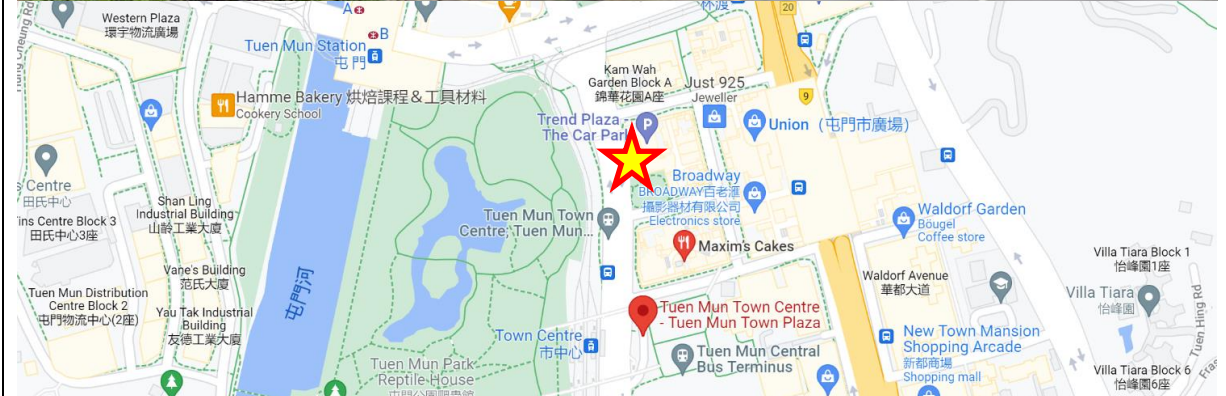 Western Plaza
環宇物流廣場
A
B
Tuen Mun Station
屯門
20
Kam Wah
Garden Block A
錦華花園A座
Just 925
Jeweller
9
Hamme Bakery 烘焙課程&工具材料
Cookery School
Trend Plaza,
The Car Park
P
Union (屯門市廣場)
s Centre
田氏中心
Tins Centre Block 3
田氏中心3座
Shan Ling
Industrial Building
山齡工業大廈
Broadway
BROADWAY百老滙
攝影器材有限公司
Electronics store
Tuen Mun Town
Centre; Tuen Mun...
Waldorf Garden
Bougel
Coffee store
Maxim's Cakes
Vane's Building
范氏大廈
屯門河
Tuen Mun Distribution
Centre Block 2
屯門物流中心(2座)
Yau Tak Industrial
Building
友德工業大厦
Waldorf Avenue
華都大道
Villa Tiara Block 1
怡峰園1座
Villa Tiara
怡峰園
Tuen Mun Town Centre
- Tuen Mun Town Plaza
Town Centre
市中心
Tuen Mun Central
Bus Terminus
New Town Mansion
Shopping Arcade
新都商場
Shopping mall
Tuen Hing Rd
Tuen Mun Park
Reptile House
Villa Tiara Block 6
怡峰園6座